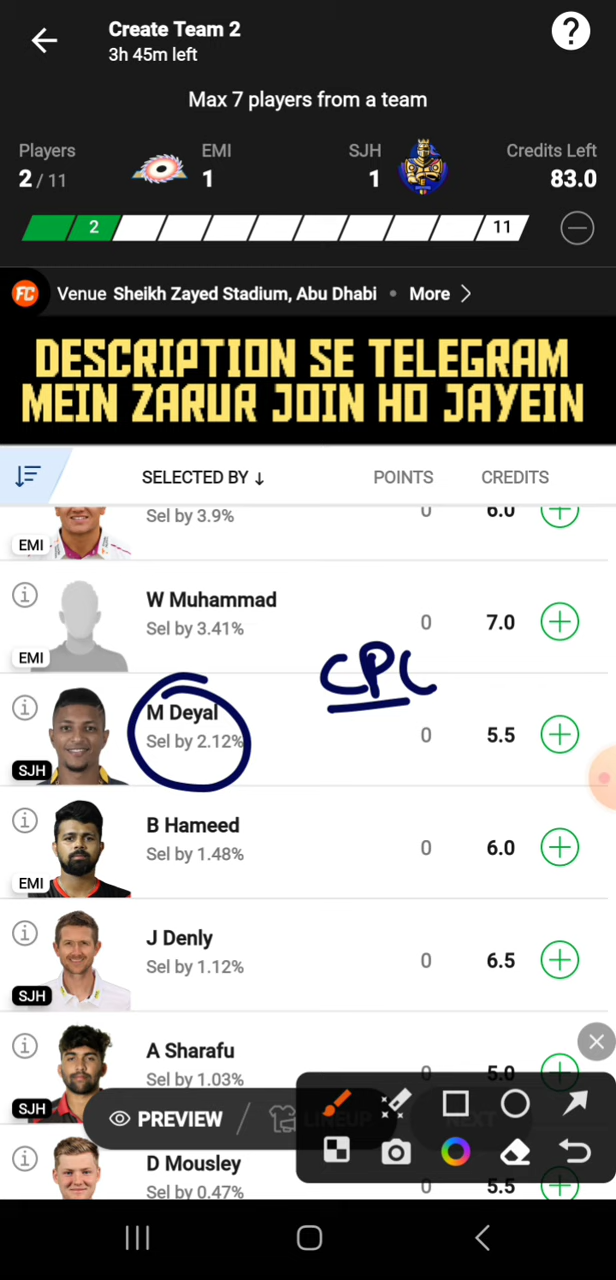 Create Team 2
?
3h 45m left
Max 7 players from a team
Players
EMI
SJH
Credits Left
2 / 11
1
1
83.0
2
11
FC Venue Sheikh Zayed Stadium, Abu Dhabi • More
DESCRIPTION SE TELEGRAM
MEIN ZARUR JOIN HO JAYEIN
SELECTED BY ↓ POINTS CREDITS
Sel by 3.9% 0 6.0
EMI
W Muhammad
Sel by 3.41% 0 7.0
EMI
CPL
M Deyal
Sel by 2.12% 0 5.5
SJH
B Hameed
Sel by 1.48% 0 6.0
EMI
J Denly
Sel by 1.12% 0 6.5
SJH
A Sharafu
Sel by 1.03% 0 5.0
SJH
PREVIEW / LINEUP NEXT
D Mousley
Sel by 0.47% 0 5.5